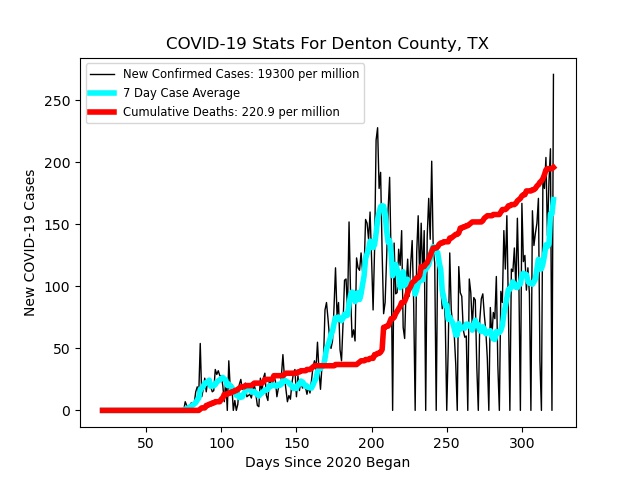 COVID-19 Stats For Denton County, TX
New Confirmed Cases: 19300 per million
7 Day Case Average
Cumulative Deaths: 220.9 per million
New COVID-19 Cases
250
200
150
100
50
0
50 100 150 200 250 300
Days Since 2020 Began